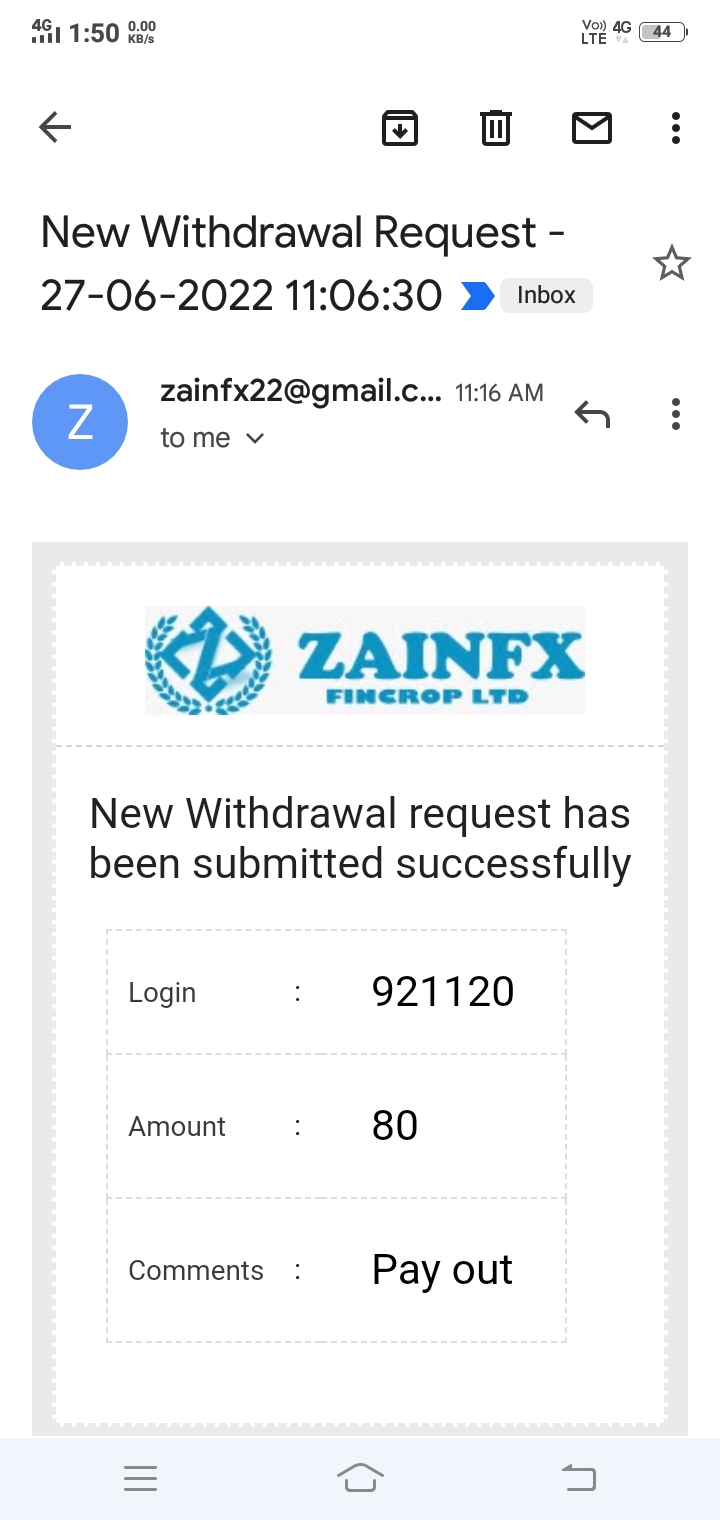 4G 1:50 0.00 KB/s Vo)) LTE 4G 44
New Withdrawal Request -
27-06-2022 11:06:30 Inbox
Z
zainfx22@gmail.c... 11:16 AM
to me
ZAINFX
FINCROP LTD
New Withdrawal request has
been submitted successfully
Login : 921120
Amount : 80
Comments : Pay out